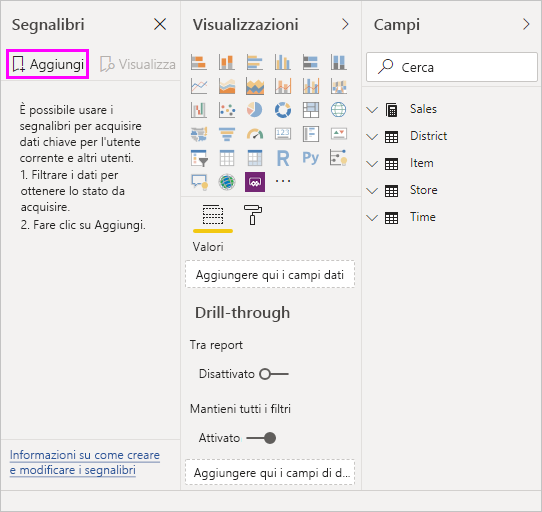 Segnalibri
Aggiungi
Visualizza
È possibile usare i
segnalibri per acquisire
dati chiave per l'utente
corrente e altri utenti.
1. Filtrare i dati per
ottenere lo stato da
acquisire.
2. Fare clic su Aggiungi.
Informazioni su come creare
e modificare i segnalibri
Visualizzazioni
123
R
Py
Valori
Aggiungere qui i campi dati
Drill-through
Tra report
Disattivato
Mantieni tutti i filtri
Attivato
Aggiungere qui i campi di d...
Campi
Cerca
Sales
District
Item
Store
Time